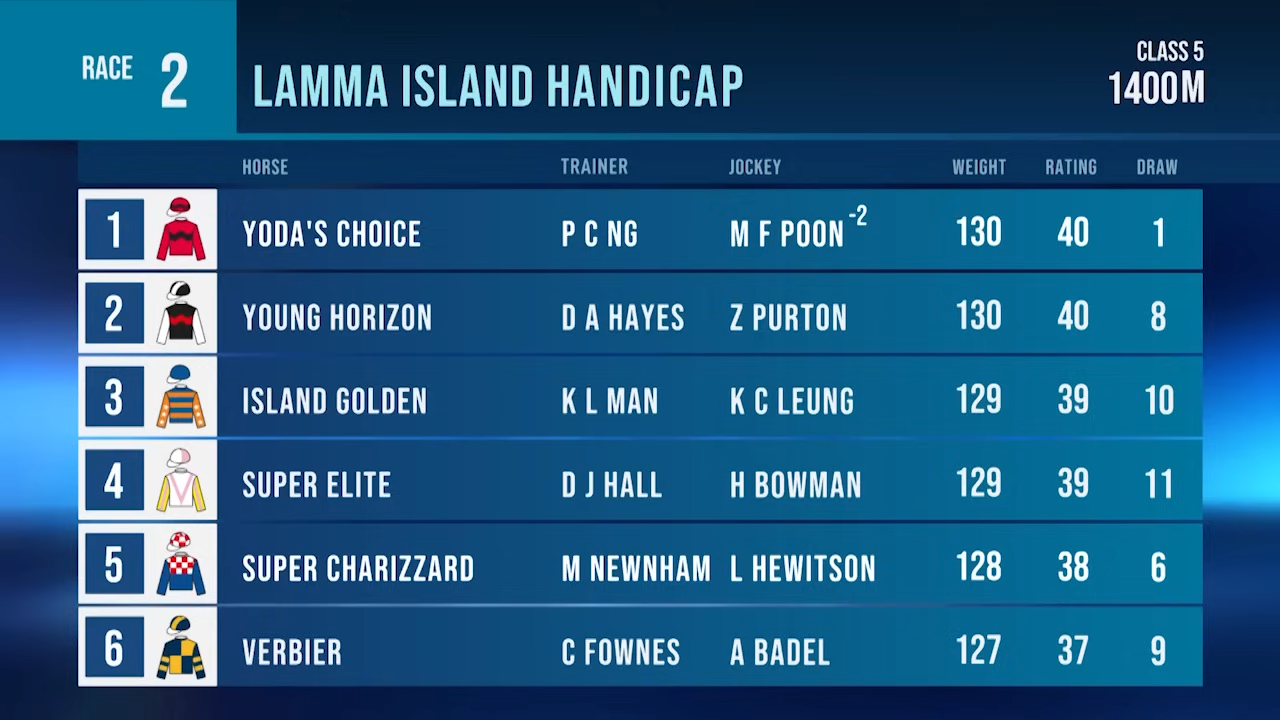 RACE 2
LAMMA ISLAND HANDICAP
CLASS 5
1400M
HORSE TRAINER JOCKEY WEIGHT RATING DRAW
1 YODA'S CHOICE P C NG M F POON -2 130 40 1
2 YOUNG HORIZON D A HAYES Z PURTON 130 40 8
3 ISLAND GOLDEN K L MAN K C LEUNG 129 39 10
4 SUPER ELITE D J HALL H BOWMAN 129 39 11
5 SUPER CHARIZZARD M NEWNHAM L HEWITSON 128 38 6
6 VERBIER C FOWNES A BADEL 127 37 9